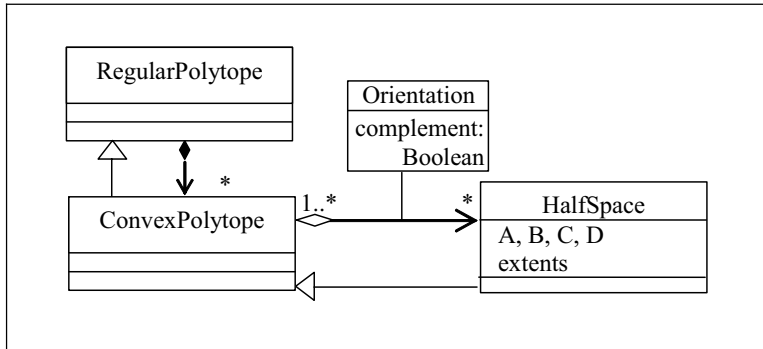 RegularPolytope
Orientation
complement:
Boolean
*
1..*
*
ConvexPolytope
HalfSpace
A, B, C, D
extents